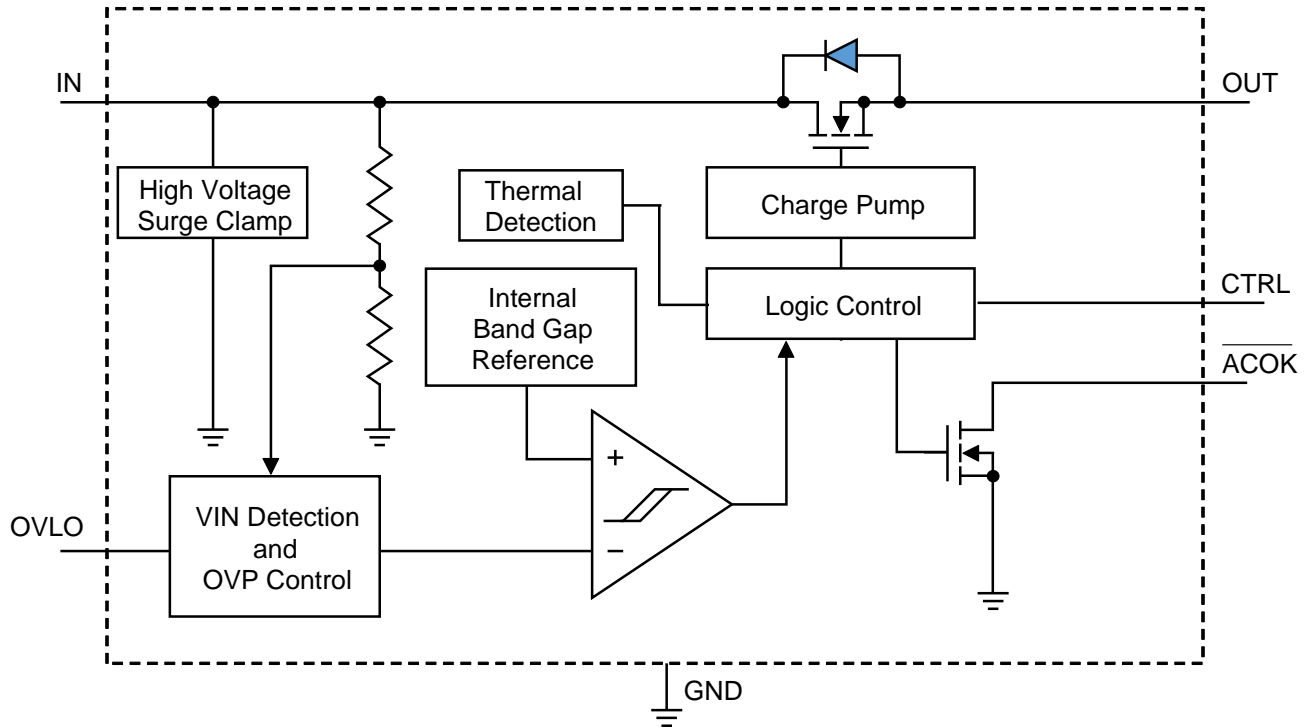 IN
OUT
High Voltage
Surge Clamp
Thermal
Detection
Charge Pump
Internal
Band Gap
Reference
Logic Control
CTRL
ACOK
+
−
OVLO
VIN Detection
and
OVP Control
GND